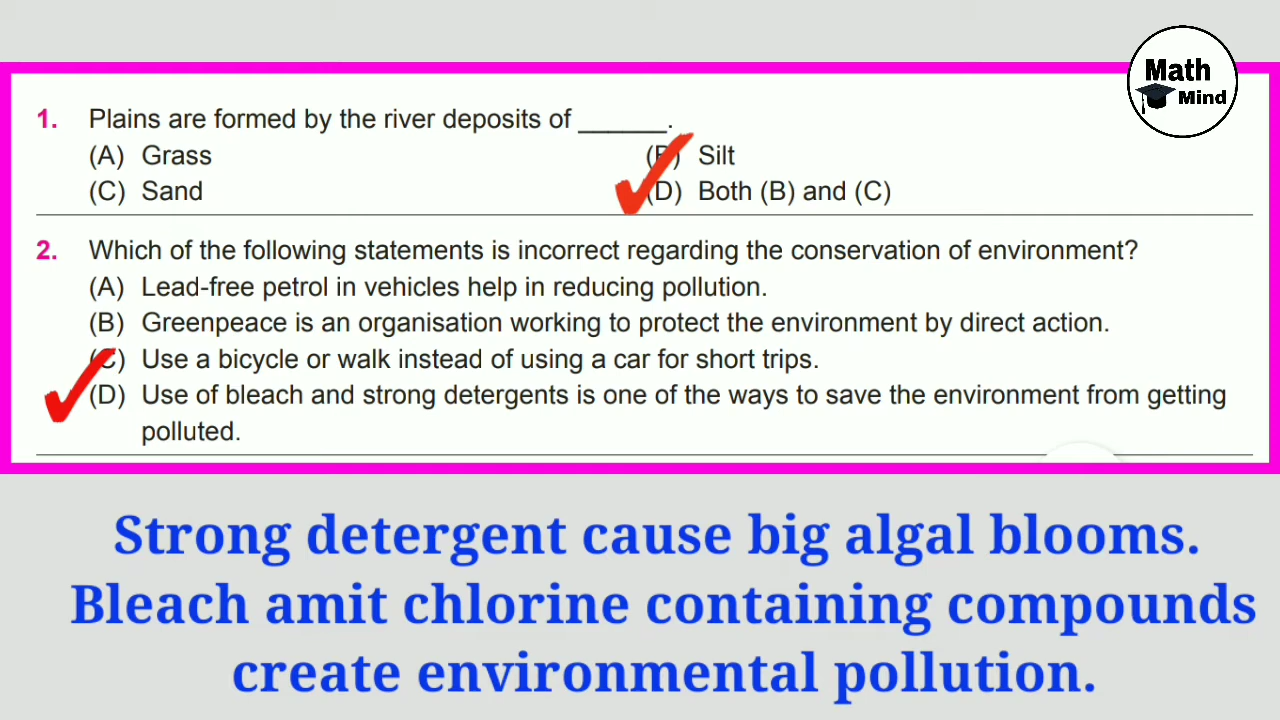 Math
Mind
1. Plains are formed by the river deposits of ______.
(A) Grass (B) Silt
(C) Sand (D) Both (B) and (C)
2. Which of the following statements is incorrect regarding the conservation of environment?
(A) Lead-free petrol in vehicles help in reducing pollution.
(B) Greenpeace is an organisation working to protect the environment by direct action.
(C) Use a bicycle or walk instead of using a car for short trips.
(D) Use of bleach and strong detergents is one of the ways to save the environment from getting
polluted.
Strong detergent cause big algal blooms.
Bleach amit chlorine containing compounds
create environmental pollution.